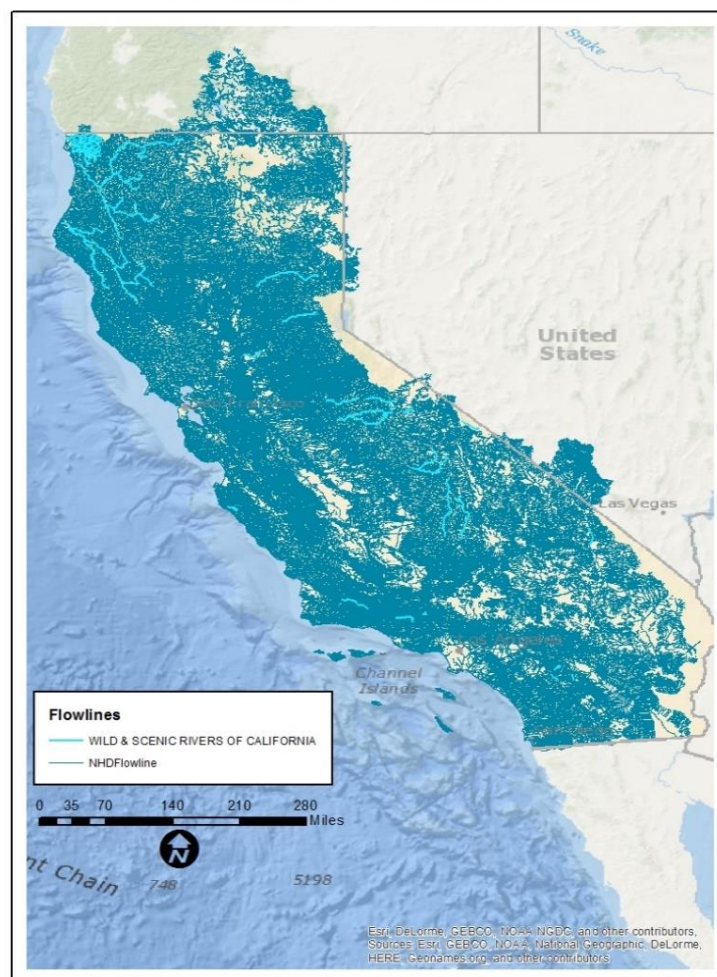 Snake
United
States
Las Vegas
Channel
Islands
Flowlines
WILD & SCENIC RIVERS OF CALIFORNIA
NHDFlowline
0 35 70 140 210 280
Miles
N
nt Chain
748
5198
Esri, DeLorme, GEBCO, NOAA NGDC, and other contributors,
Sources: Esri, GEBCO, NOAA, National Geographic, DeLorme,
HERE, Geonames.org, and other contributors